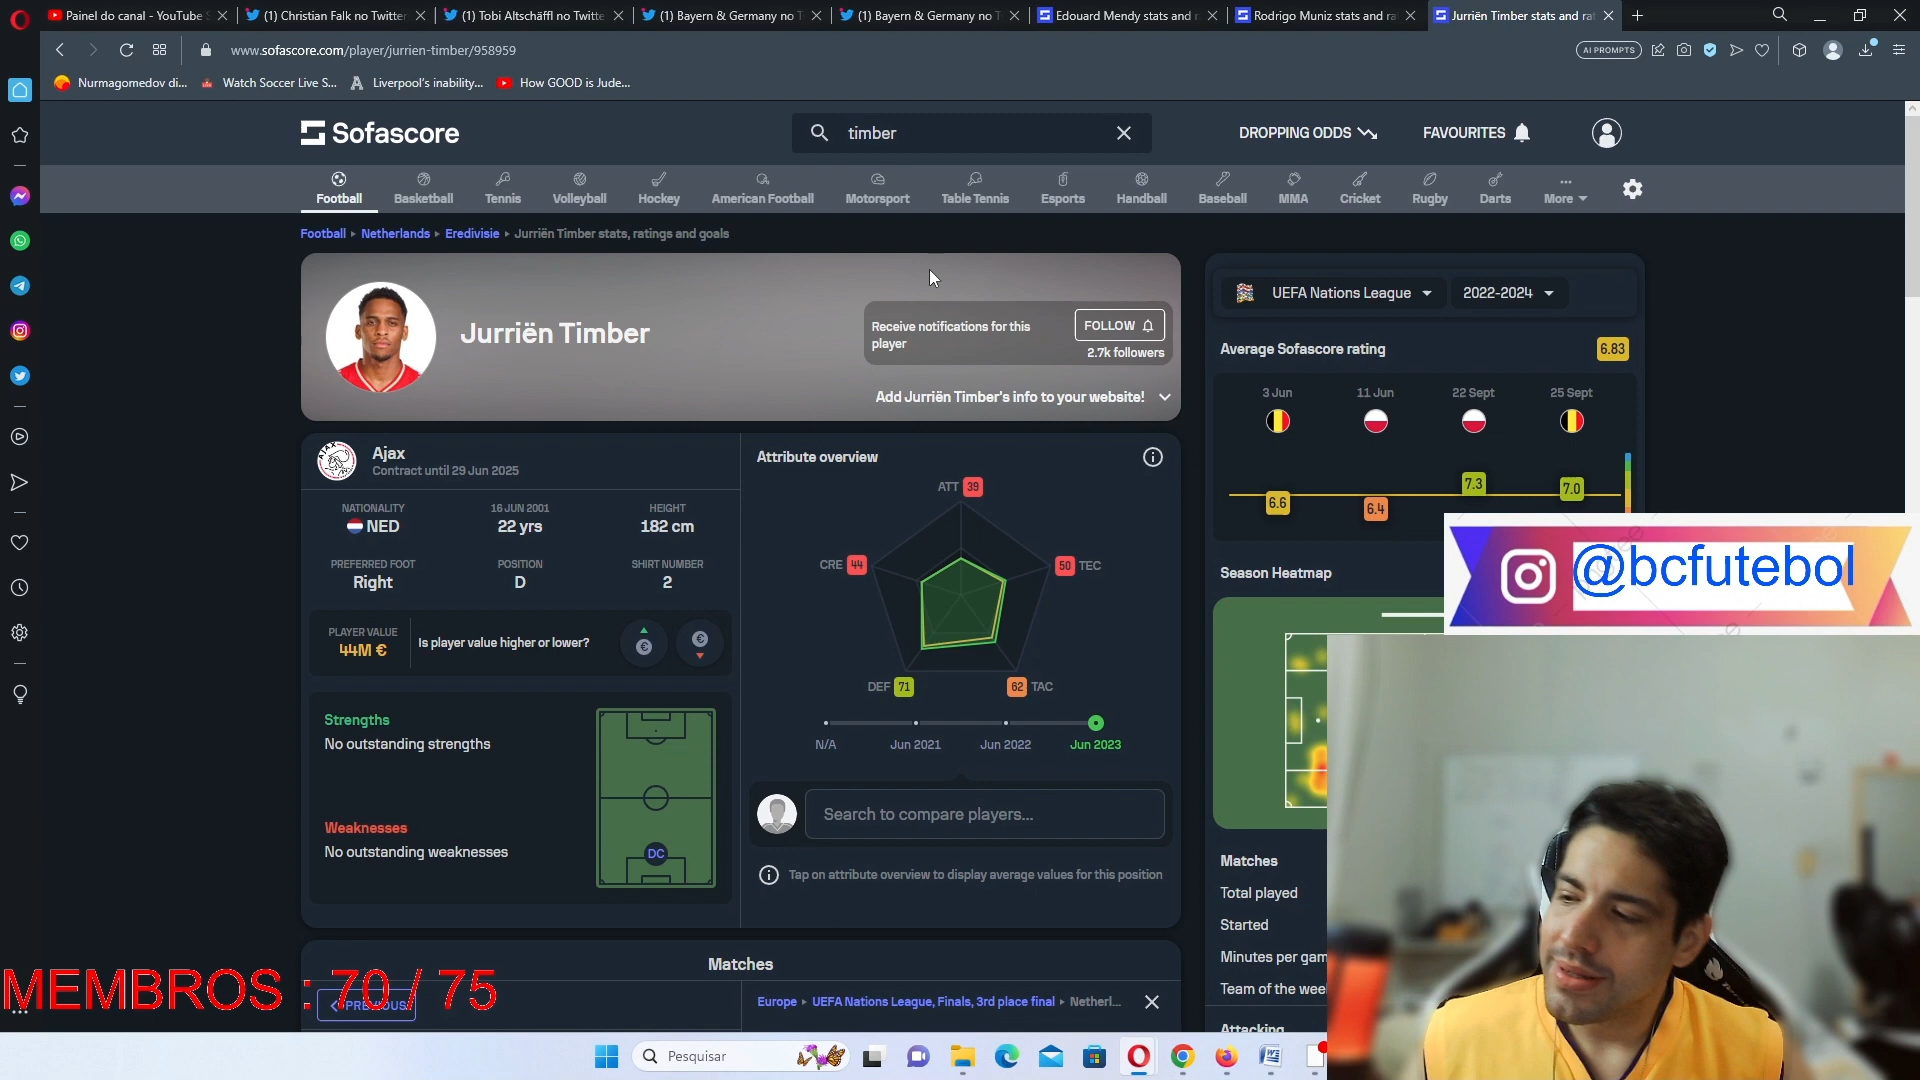 Painel do canal - YouTube S
(1) Christian Falk no Twitter
(1) Tobi Altschäffl no Twitte
(1) Bayern & Germany no T
(1) Bayern & Germany no T
Edouard Mendy stats and r
Rodrigo Muniz stats and ra
Jurriën Timber stats and rat
www.sofascore.com/player/jurrien-timber/958959
AI PROMPTS
Nurmagomedov di...
Watch Soccer Live S...
Liverpool's inability...
How GOOD is Jude...
Sofascore
timber
DROPPING ODDS
FAVOURITES
Football
Basketball
Tennis
Volleyball
Hockey
American Football
Motorsport
Table Tennis
Esports
Handball
Baseball
MMA
Cricket
Rugby
Darts
More
Football
Netherlands
Eredivisie
Jurriën Timber stats, ratings and goals
Jurriën Timber
Receive notifications for this
player
FOLLOW
2.7k followers
Add Jurriën Timber's info to your website!
AJAX
Ajax
Contract until 29 Jun 2025
NATIONALITY
NED
16 JUN 2001
22 yrs
HEIGHT
182 cm
PREFERRED FOOT
Right
POSITION
D
SHIRT NUMBER
2
PLAYER VALUE
44M €
Is player value higher or lower?
€
€
Strengths
No outstanding strengths
Weaknesses
No outstanding weaknesses
DC
Attribute overview
ATT 39
CRE 44
50 TEC
DEF 71
62 TAC
N/A
Jun 2021
Jun 2022
Jun 2023
Search to compare players...
Tap on attribute overview to display average values for this position
Matches
PREVIOUS
Europe
UEFA Nations League, Finals, 3rd place final
Netherl...
UEFA Nations League
2022-2024
Average Sofascore rating
6.83
3 Jun
11 Jun
22 Sept
25 Sept
6.6
6.4
7.3
7.0
Season Heatmap
Matches
Total played
Started
Minutes per gam
Team of the wee
Attacking
@bcfutebol
MEMBROS : 70 / 75
Pesquisar